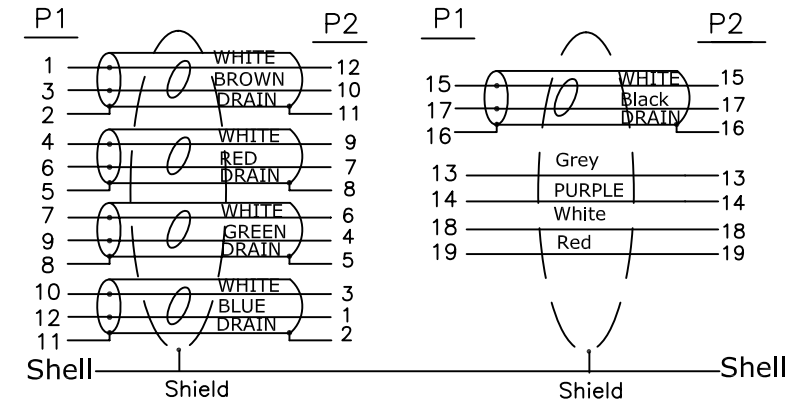 P1 P2
1 WHITE 12
3 BROWN 10
2 DRAIN 11
4 WHITE 9
6 RED 7
5 DRAIN 8
7 WHITE 6
9 GREEN 4
8 DRAIN 5
10 WHITE 3
12 BLUE 1
11 DRAIN 2
P1 P2
15 WHITE 15
17 Black 17
16 DRAIN 16
13 Grey 13
14 PURPLE 14
18 White 18
19 Red 19
Shell Shell
Shield Shield